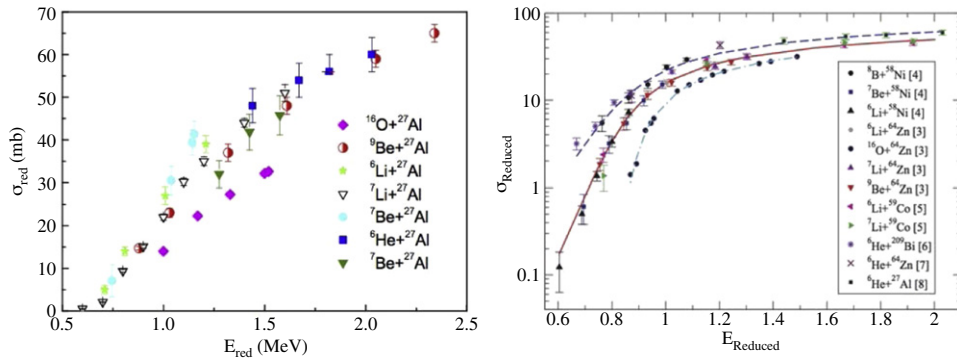 70
60
50
40
30
20
10
0
σred (mb)
0.5
1.0
1.5
2.0
2.5
Ered (MeV)
16O+27Al
9Be+27Al
6Li+27Al
7Li+27Al
7Be+27Al
6He+27Al
7Be+27Al
100
10
1
0.1
σReduced
0.6
0.8
1
1.2
1.4
1.6
1.8
2
EReduced
8B+58Ni [4]
7Be+58Ni [4]
6Li+58Ni [4]
6Li+64Zn [3]
16O+64Zn [3]
7Li+64Zn [3]
9Be+64Zn [3]
6Li+59Co [5]
7Li+59Co [5]
6He+209Bi [6]
6He+64Zn [7]
6He+27Al [8]